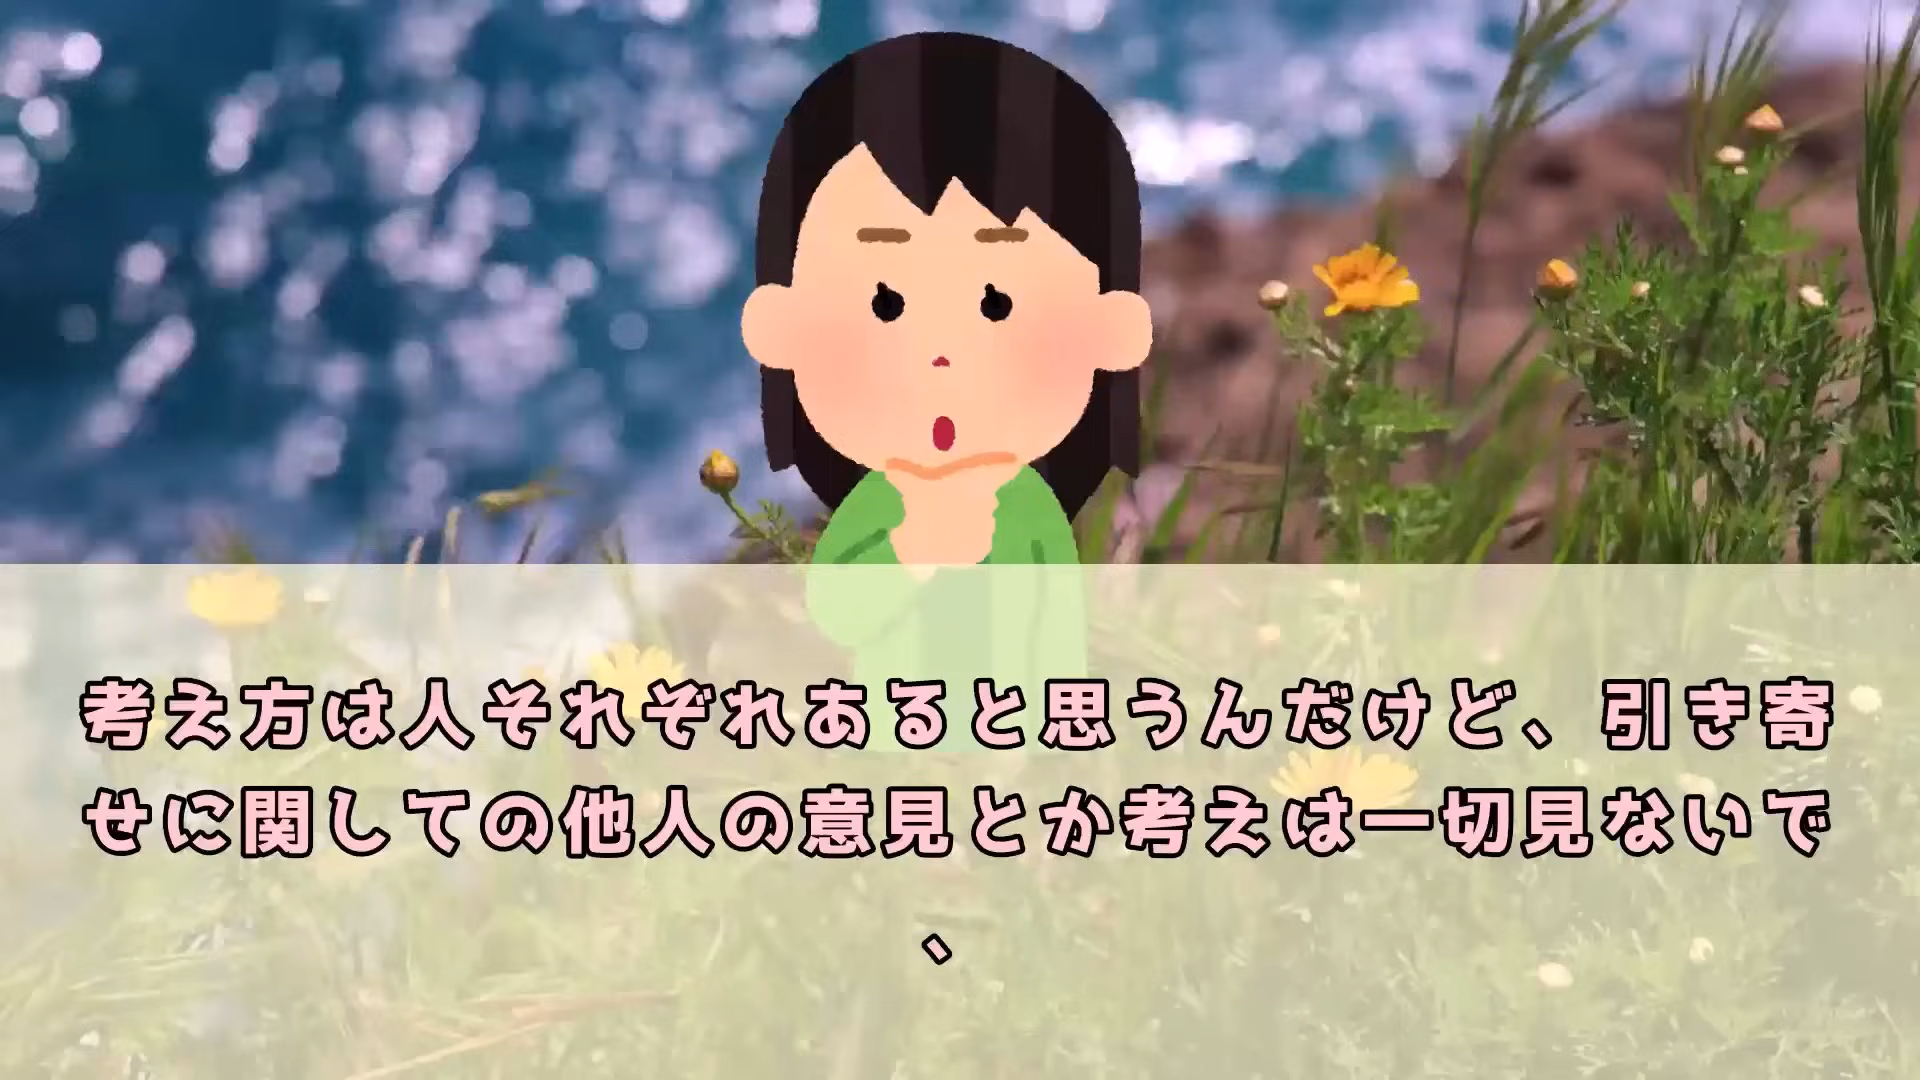 考え方は人それぞれあると思うんだけど、引き寄
せに関しての他人の意見とか考えは一切見ないで
、